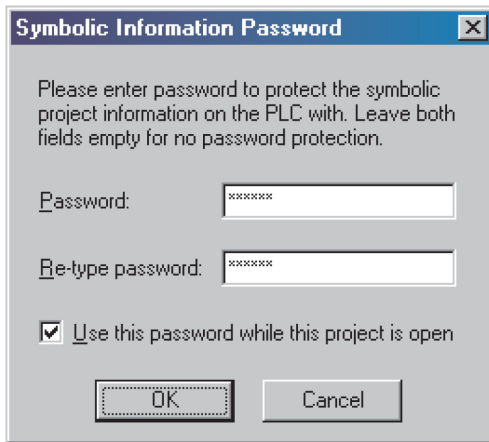 Symbolic Information Password
Please enter password to protect the symbolic
project information on the PLC with. Leave both
fields empty for no password protection.
Password: ******
Re-type password: ******
Use this password while this project is open
OK Cancel